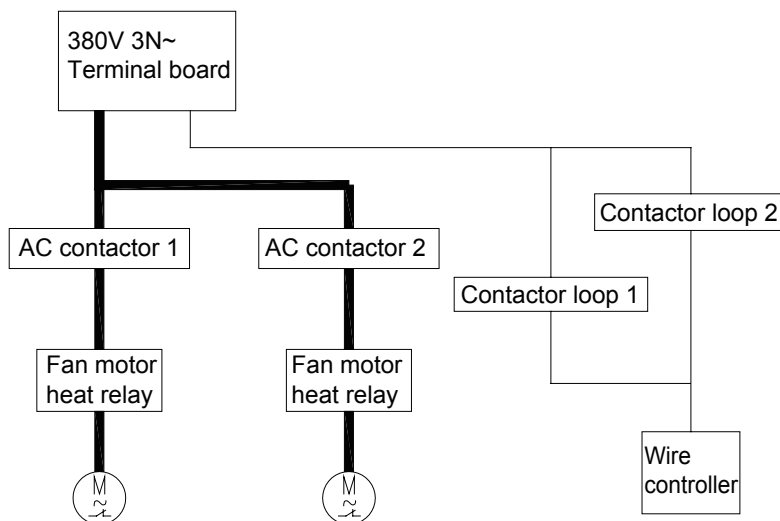 380V 3N~
Terminal board
Contactor loop 2
AC contactor 1
AC contactor 2
Contactor loop 1
Fan motor
heat relay
Fan motor
heat relay
Wire
controller
M
~
M
~